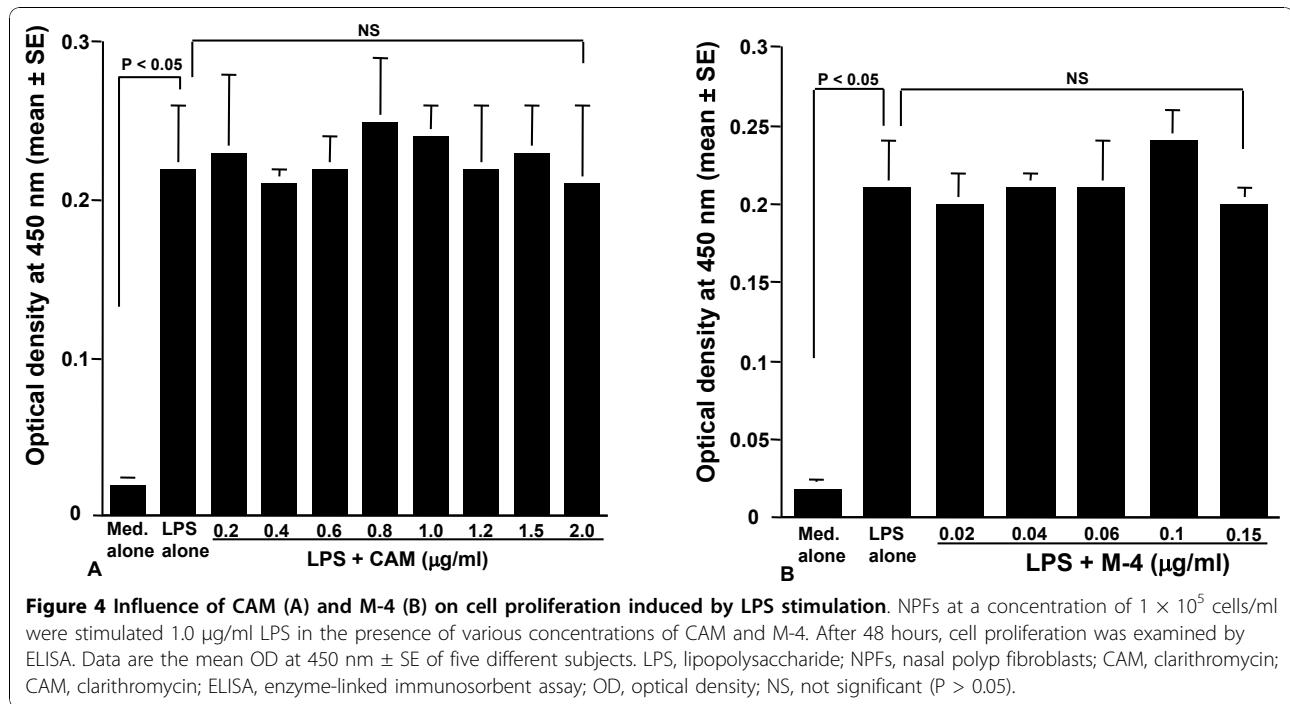 NS
P < 0.05
0.3
0.2
0.1
0
Optical density at 450 nm (mean ± SE)
Med. alone
LPS alone
0.2 0.4 0.6 0.8 1.0 1.2 1.5 2.0
LPS + CAM (µg/ml)
A
NS
P < 0.05
0.3
0.25
0.2
0.15
0.1
0.05
0
Optical density at 450 nm (mean ± SE)
Med. alone
LPS alone
0.02 0.04 0.06 0.1 0.15
LPS + M-4 (µg/ml)
B
Figure 4 Influence of CAM (A) and M-4 (B) on cell proliferation induced by LPS stimulation. NPFs at a concentration of 1 × 10⁵ cells/ml
were stimulated 1.0 µg/ml LPS in the presence of various concentrations of CAM and M-4. After 48 hours, cell proliferation was examined by
ELISA. Data are the mean OD at 450 nm ± SE of five different subjects. LPS, lipopolysaccharide; NPFs, nasal polyp fibroblasts; CAM, clarithromycin;
CAM, clarithromycin; ELISA, enzyme-linked immunosorbent assay; OD, optical density; NS, not significant (P > 0.05).